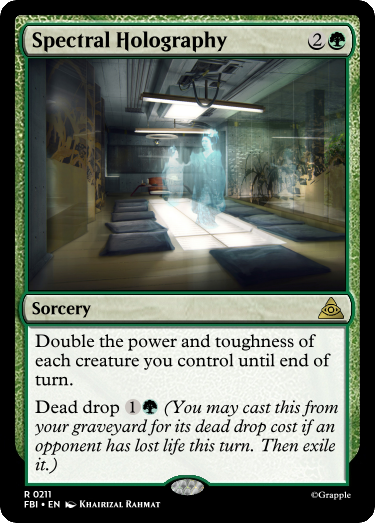 Spectral Holography 2
Sorcery
Double the power and toughness of
each creature you control until end of
turn.
Dead drop 1 (You may cast this from
your graveyard for its dead drop cost if an
opponent has lost life this turn. Then exile
it.)
R 0211
FBI • EN Khairizal Rahmat
©Grapple